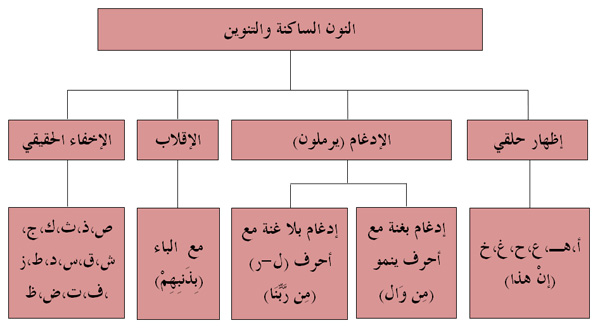 النون الساكنة والتنوين
إظهار حلقي
الإدغام (يرملون)
الإقلاب
الإخفاء الحقيقي
أ،هـ،ع،ح،غ،خ
(إنْ هذا)
إدغام بغنة مع
أحرف ينمو
(مِن وَال)
إدغام بلا غنة مع
أحرف (ل-ر)
(مِن رَّبِّنَا)
مع الباء
(بِذَنبِهِمْ)
ص،ذ،ث،ك،ج،
ش،ق،س،د،ط،ز
،ف،ت،ض،ظ